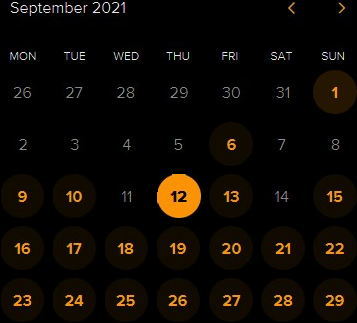 September 2021
MON TUE WED THU FRI SAT SUN
26 27 28 29 30 31 1
2 3 4 5 6 7 8
9 10 11 12 13 14 15
16 17 18 19 20 21 22
23 24 25 26 27 28 29